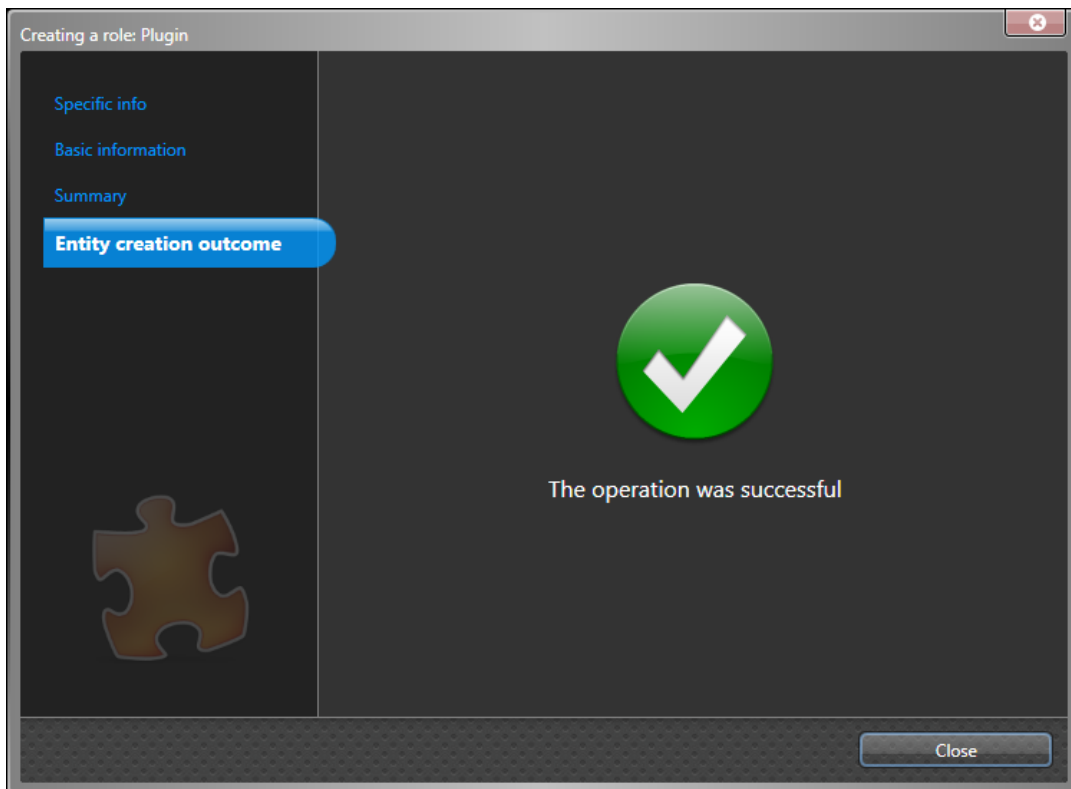 Creating a role: Plugin
Specific info
Basic information
Summary
Entity creation outcome
The operation was successful
Close